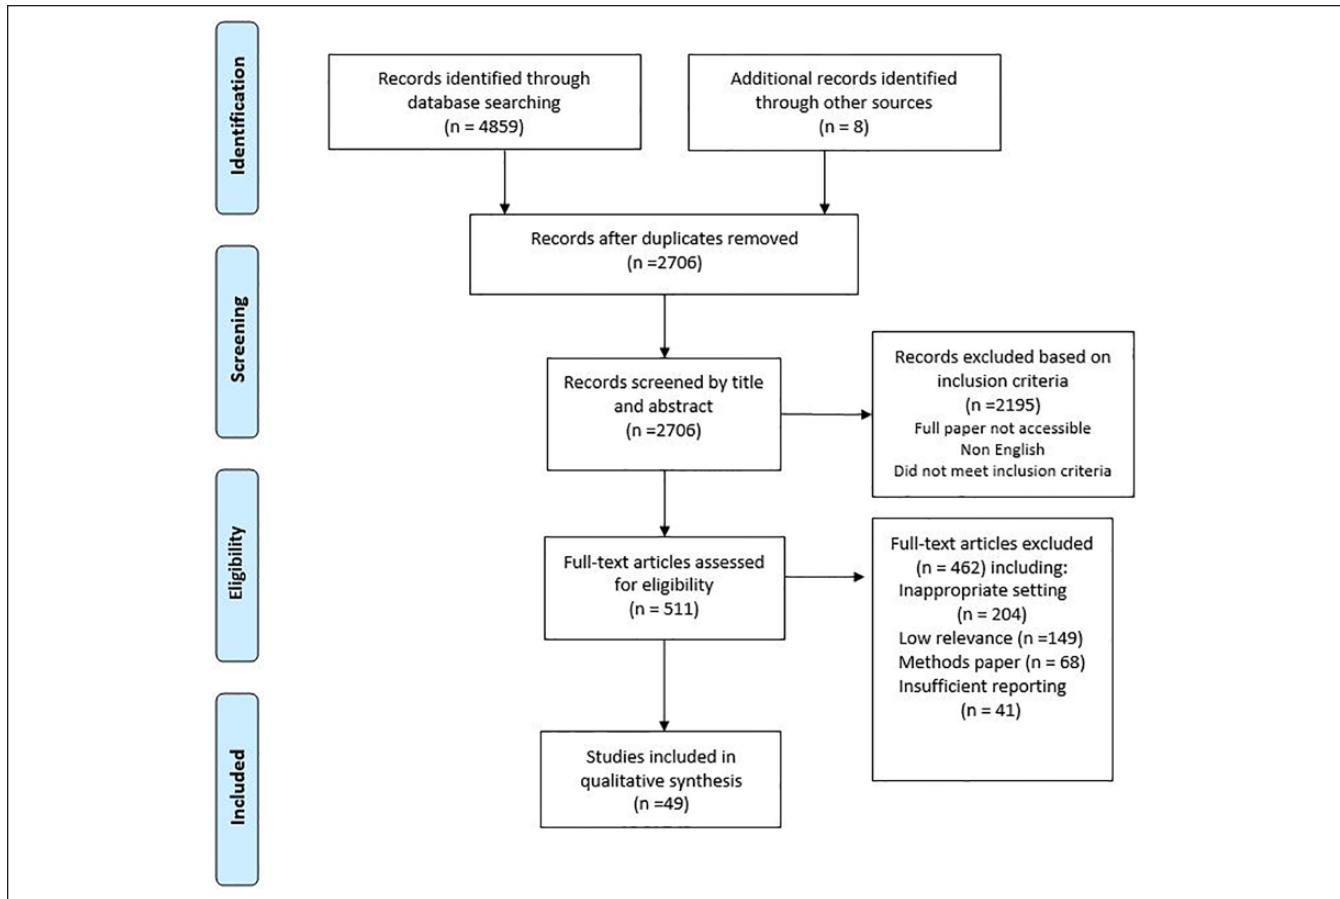 Identification
Records identified through
database searching
(n = 4859)
Additional records identified
through other sources
(n = 8)
Records after duplicates removed
(n =2706)
Screening
Records screened by title
and abstract
(n =2706)
Records excluded based on
inclusion criteria
(n =2195)
Full paper not accessible
Non English
Did not meet inclusion criteria
Eligibility
Full-text articles assessed
for eligibility
(n = 511)
Full-text articles excluded
(n = 462) including:
Inappropriate setting
(n = 204)
Low relevance (n =149)
Methods paper (n = 68)
Insufficient reporting
(n = 41)
Included
Studies included in
qualitative synthesis
(n =49)